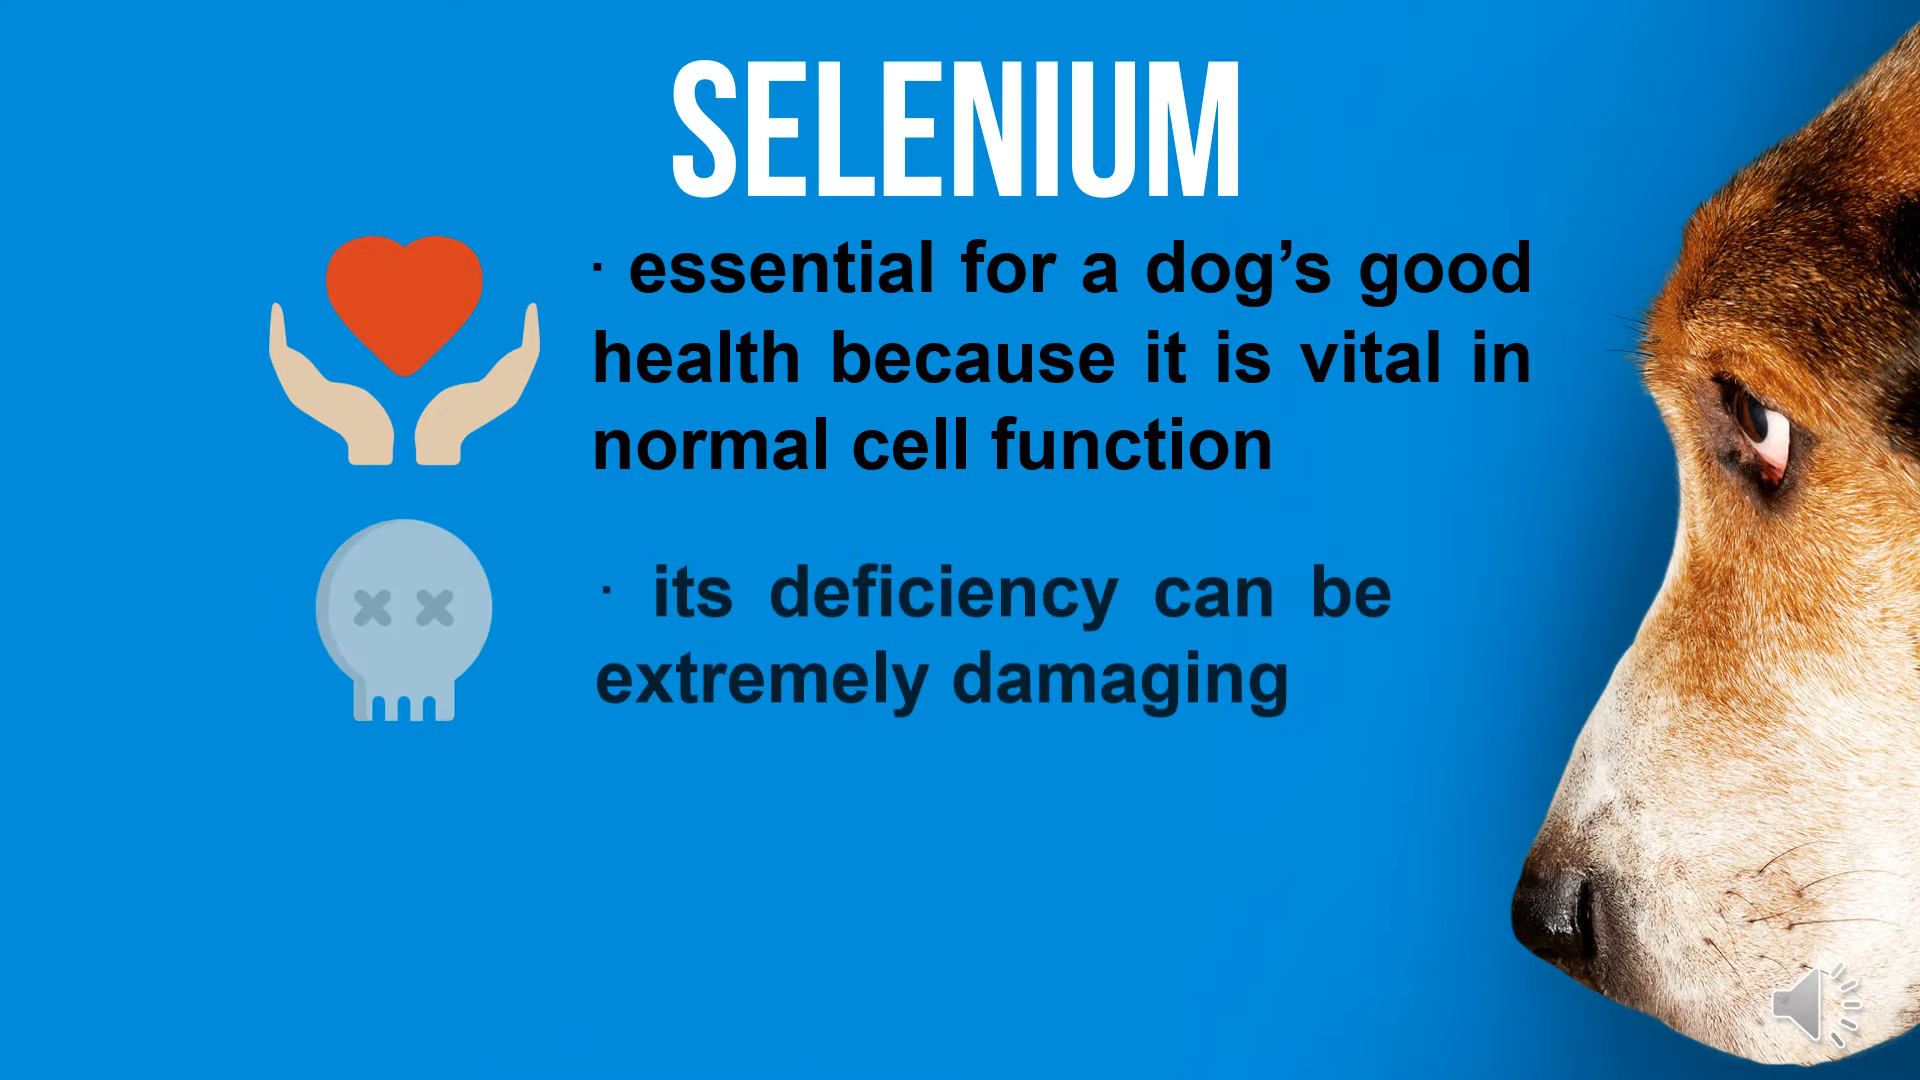 SELENIUM
· essential for a dog’s good
health because it is vital in
normal cell function
· its deficiency can be
extremely damaging